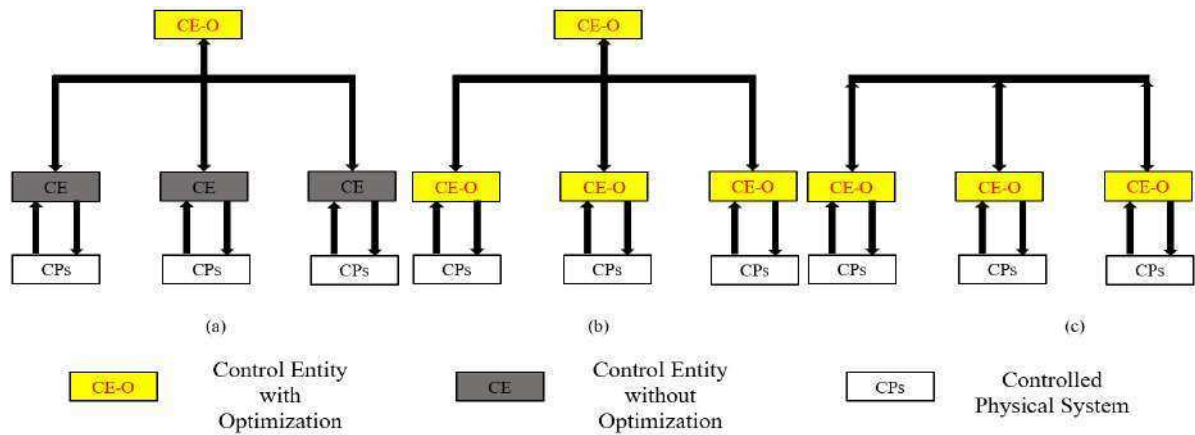 CE-O
CE-O
CE
CE
CE
CE-O
CE-O
CE-O
CE-O
CE-O
CE-O
CPs
CPs
CPs
CPs
CPs
CPs
CPs
CPs
CPs
(a)
(b)
(c)
CE-O
Control Entity
with
Optimization
CE
Control Entity
without
Optimization
CPs
Controlled
Physical System